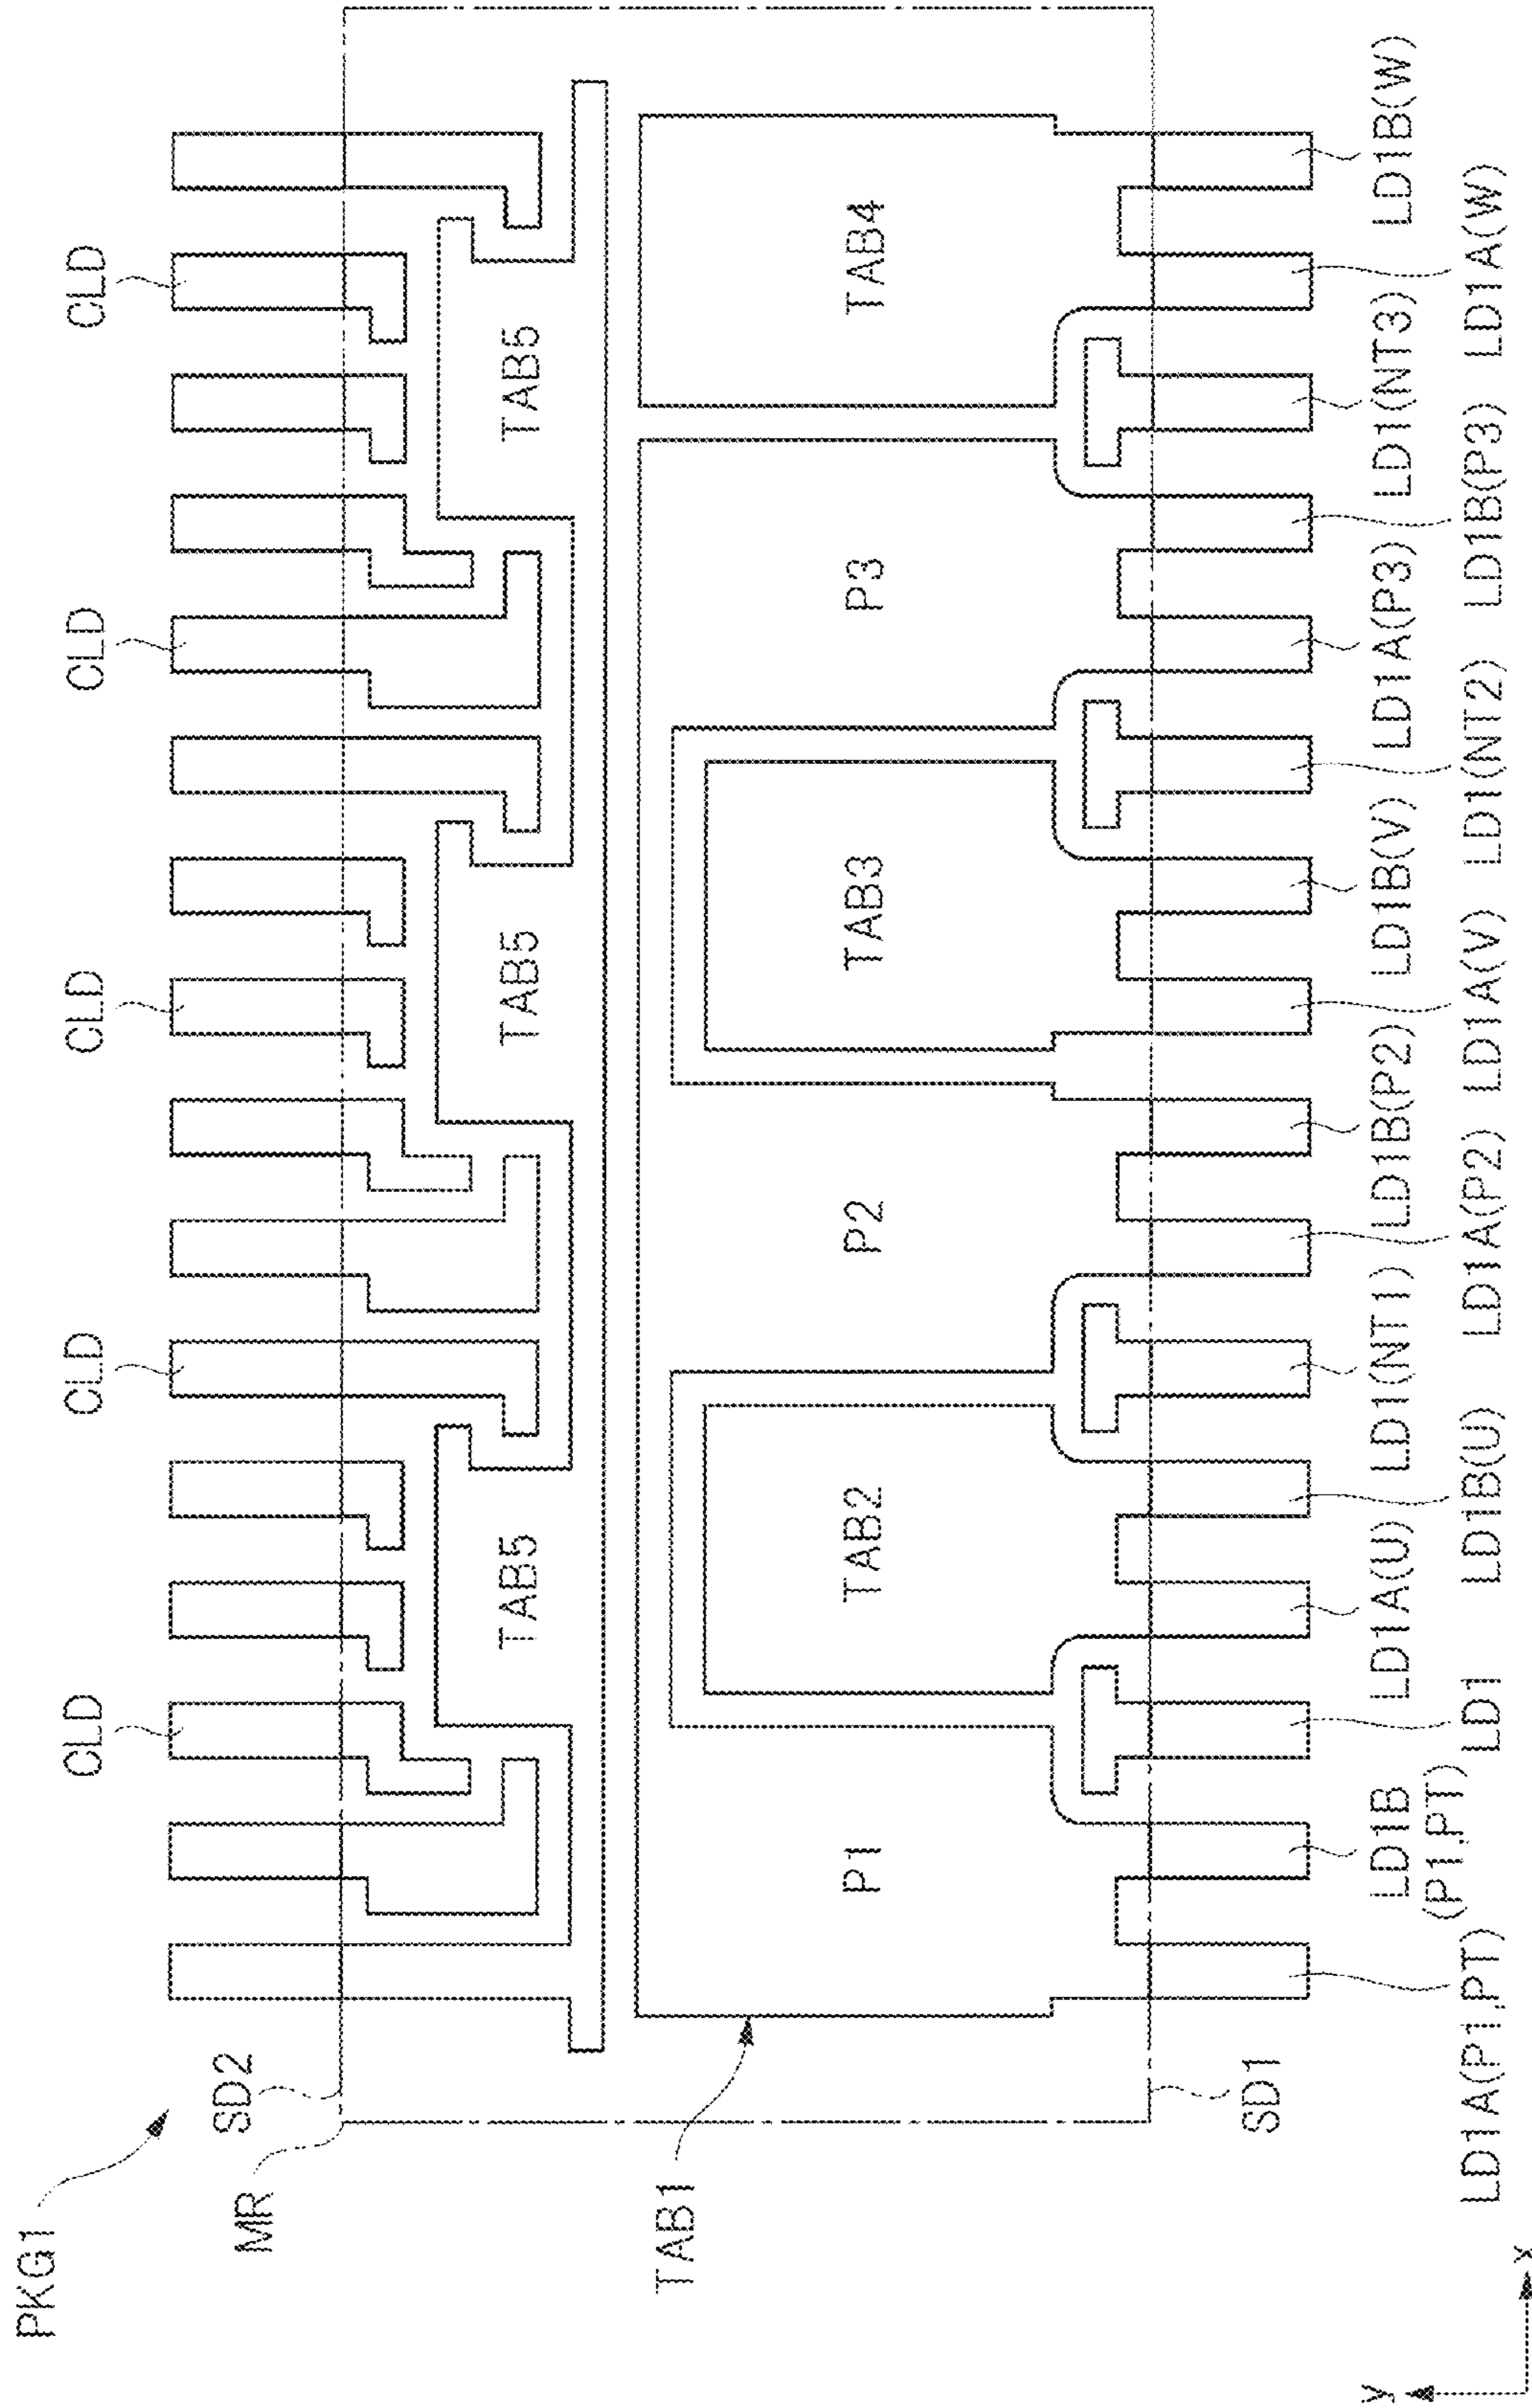 PKG1
SD2
MR
CLD
CLD
CLD
CLD
CLD
TAB5
TAB5
TAB5
TAB1
P1
TAB2
P2
TAB3
P3
TAB4
SD1
LD1A(P1,PT)
LD1B
(P1,PT)
LD1
LD1A(U)
LD1B(U)
LD1(NT1)
LD1A(P2)
LD1B(P2)
LD1A(V)
LD1B(V)
LD1(NT2)
LD1A(P3)
LD1B(P3)
LD1(NT3)
LD1A(W)
LD1B(W)
y
x